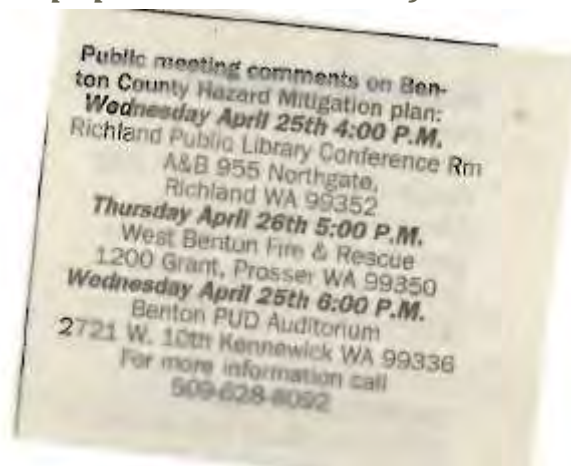 Public meeting comments on Ben-
ton County Hazard Mitigation plan:
Wednesday April 25th 4:00 P.M.
Richland Public Library Conference Rm
A&B 955 Northgate,
Richland WA 99352
Thursday April 26th 5:00 P.M.
West Benton Fire & Rescue
1200 Grant, Prosser WA 99350
Wednesday April 25th 6:00 P.M.
Benton PUD Auditorium
2721 W. 10th Kennewick WA 99336
For more information call
509-628-8092